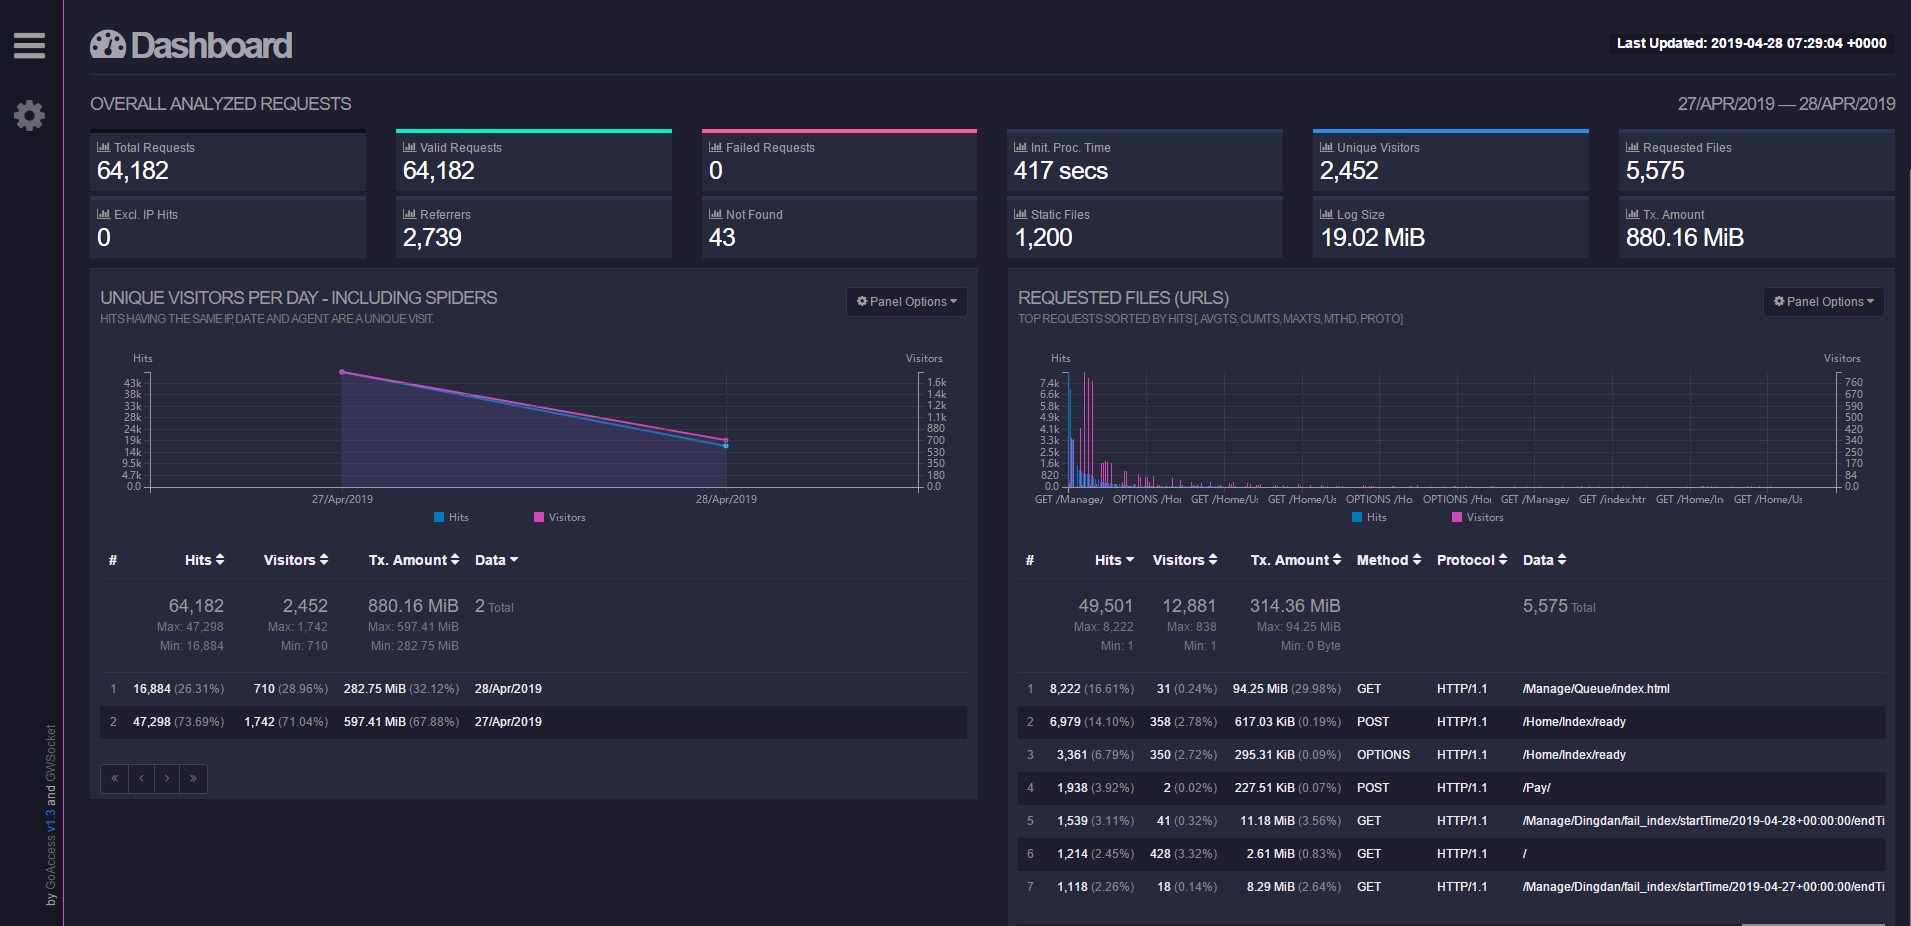 Dashboard
Last Updated: 2019-04-28 07:29:04 +0000
OVERALL ANALYZED REQUESTS
27/APR/2019 — 28/APR/2019
Total Requests
64,182
Valid Requests
64,182
Failed Requests
0
Init. Proc. Time
417 secs
Unique Visitors
2,452
Requested Files
5,575
Excl. IP Hits
0
Referrers
2,739
Not Found
43
Static Files
1,200
Log Size
19.02 MiB
Tx. Amount
880.16 MiB
UNIQUE VISITORS PER DAY - INCLUDING SPIDERS
Panel Options
HITS HAVING THE SAME IP, DATE AND AGENT ARE A UNIQUE VISIT.
Hits
Visitors
43k
38k
33k
28k
24k
19k
14k
9.5k
4.7k
0.0
1.6k
1.4k
1.2k
1.1k
880
700
530
350
180
0.0
27/Apr/2019
28/Apr/2019
Hits
Visitors
# Hits Visitors Tx. Amount Data
64,182 2,452 880.16 MiB 2 Total
Max: 47,298 Max: 1,742 Max: 597.41 MiB
Min: 16,884 Min: 710 Min: 282.75 MiB
1 16,884 (26.31%) 710 (28.96%) 282.75 MiB (32.12%) 28/Apr/2019
2 47,298 (73.69%) 1,742 (71.04%) 597.41 MiB (67.88%) 27/Apr/2019
« ‹ › »
REQUESTED FILES (URLS)
Panel Options
TOP REQUESTS SORTED BY HITS [, AVGTS, CUMTS, MAXTS, MTHD, PROTO]
Hits
Visitors
7.4k
6.6k
5.8k
4.9k
4.1k
3.3k
2.5k
1.6k
820
0.0
760
670
590
500
420
340
250
170
84
0.0
GET /Manage/ OPTIONS /Hoi GET /Home/Us GET /Home/Us OPTIONS /Ho OPTIONS /Hoi GET /Manage/ GET /index.htr GET /Home/In GET /Home/Us
Hits
Visitors
# Hits Visitors Tx. Amount Method Protocol Data
49,501 12,881 314.36 MiB 5,575 Total
Max: 8,222 Max: 838 Max: 94.25 MiB
Min: 1 Min: 1 Min: 0 Byte
1 8,222 (16.61%) 31 (0.24%) 94.25 MiB (29.98%) GET HTTP/1.1 /Manage/Queue/index.html
2 6,979 (14.10%) 358 (2.78%) 617.03 KiB (0.19%) POST HTTP/1.1 /Home/Index/ready
3 3,361 (6.79%) 350 (2.72%) 295.31 KiB (0.09%) OPTIONS HTTP/1.1 /Home/Index/ready
4 1,938 (3.92%) 2 (0.02%) 227.51 KiB (0.07%) POST HTTP/1.1 /Pay/
5 1,539 (3.11%) 41 (0.32%) 11.18 MiB (3.56%) GET HTTP/1.1 /Manage/Dingdan/fail_index/startTime/2019-04-28+00:00:00/endTi
6 1,214 (2.45%) 428 (3.32%) 2.61 MiB (0.83%) GET HTTP/1.1 /
7 1,118 (2.26%) 18 (0.14%) 8.29 MiB (2.64%) GET HTTP/1.1 /Manage/Dingdan/fail_index/startTime/2019-04-27+00:00:00/endTi
by GoAccess v1.3 and GWSocket